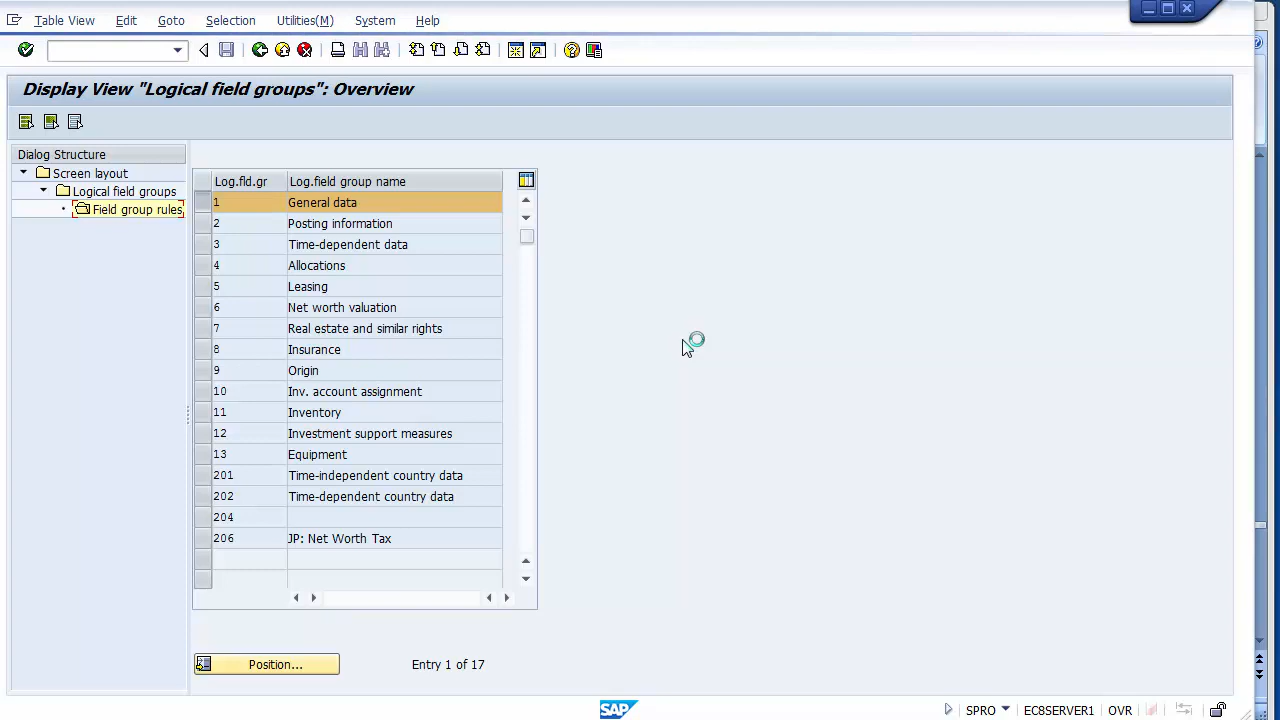 Table View Edit Goto Selection Utilities(M) System Help
Display View "Logical field groups": Overview
Dialog Structure
Screen layout
Logical field groups
Field group rules
Log.fld.gr Log.field group name
1 General data
2 Posting information
3 Time-dependent data
4 Allocations
5 Leasing
6 Net worth valuation
7 Real estate and similar rights
8 Insurance
9 Origin
10 Inv. account assignment
11 Inventory
12 Investment support measures
13 Equipment
201 Time-independent country data
202 Time-dependent country data
204
206 JP: Net Worth Tax
Position... Entry 1 of 17
SAP SPRO ECGSERVER1 OVR